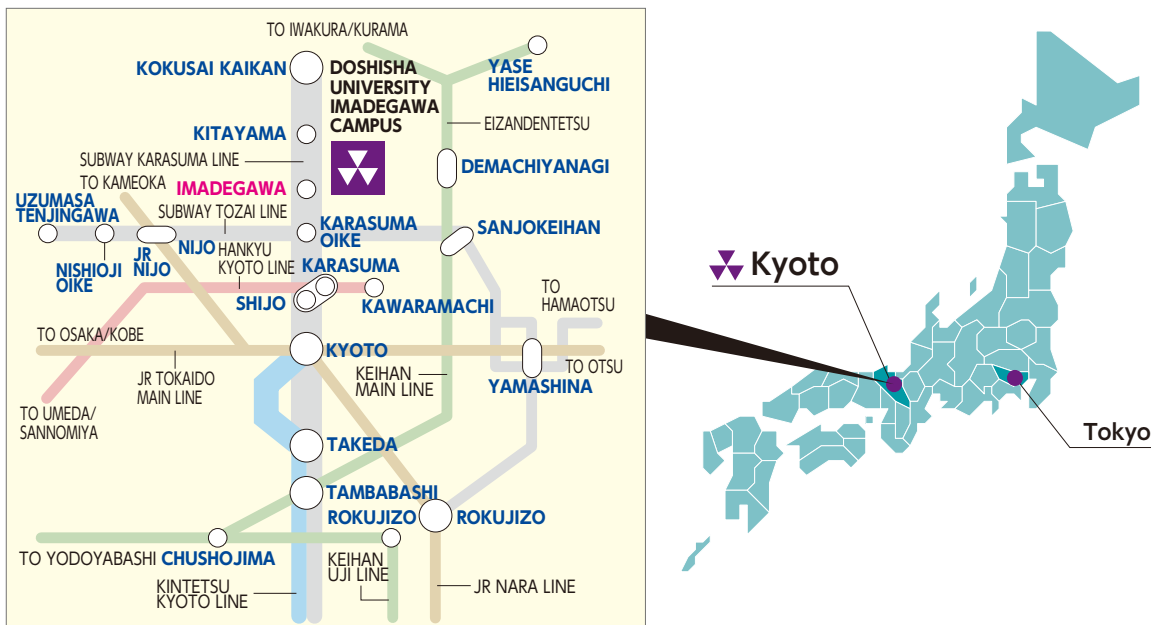 TO IWAKURA/KURAMA
KOKUSAI KAIKAN
DOSHISHA
UNIVERSITY
IMADEGAWA
CAMPUS
YASE
HIEISANGUCHI
KITAYAMA
EIZANDENTETSU
SUBWAY KARASUMA LINE
DEMACHIYANAGI
TO KAMEOKA
IMADEGAWA
UZUMASA
TENJINGAWA
SUBWAY TOZAI LINE
KARASUMA
OIKE
SANJOKEIHAN
NISHIOJI
OIKE
JR
NIJO
NIJO
HANKYU
KYOTO LINE
KARASUMA
SHIJO
KAWARAMACHI
TO
HAMAOTSU
TO OSAKA/KOBE
KYOTO
TO OTSU
JR TOKAIDO
MAIN LINE
KEIHAN
MAIN LINE
YAMASHINA
TO UMEDA/
SANNOMIYA
TAKEDA
TAMBABASHI
ROKUJIZO
ROKUJIZO
TO YODOYABASHI
CHUSHOJIMA
KINTETSU
KYOTO LINE
KEIHAN
UJI LINE
JR NARA LINE
Kyoto
Tokyo